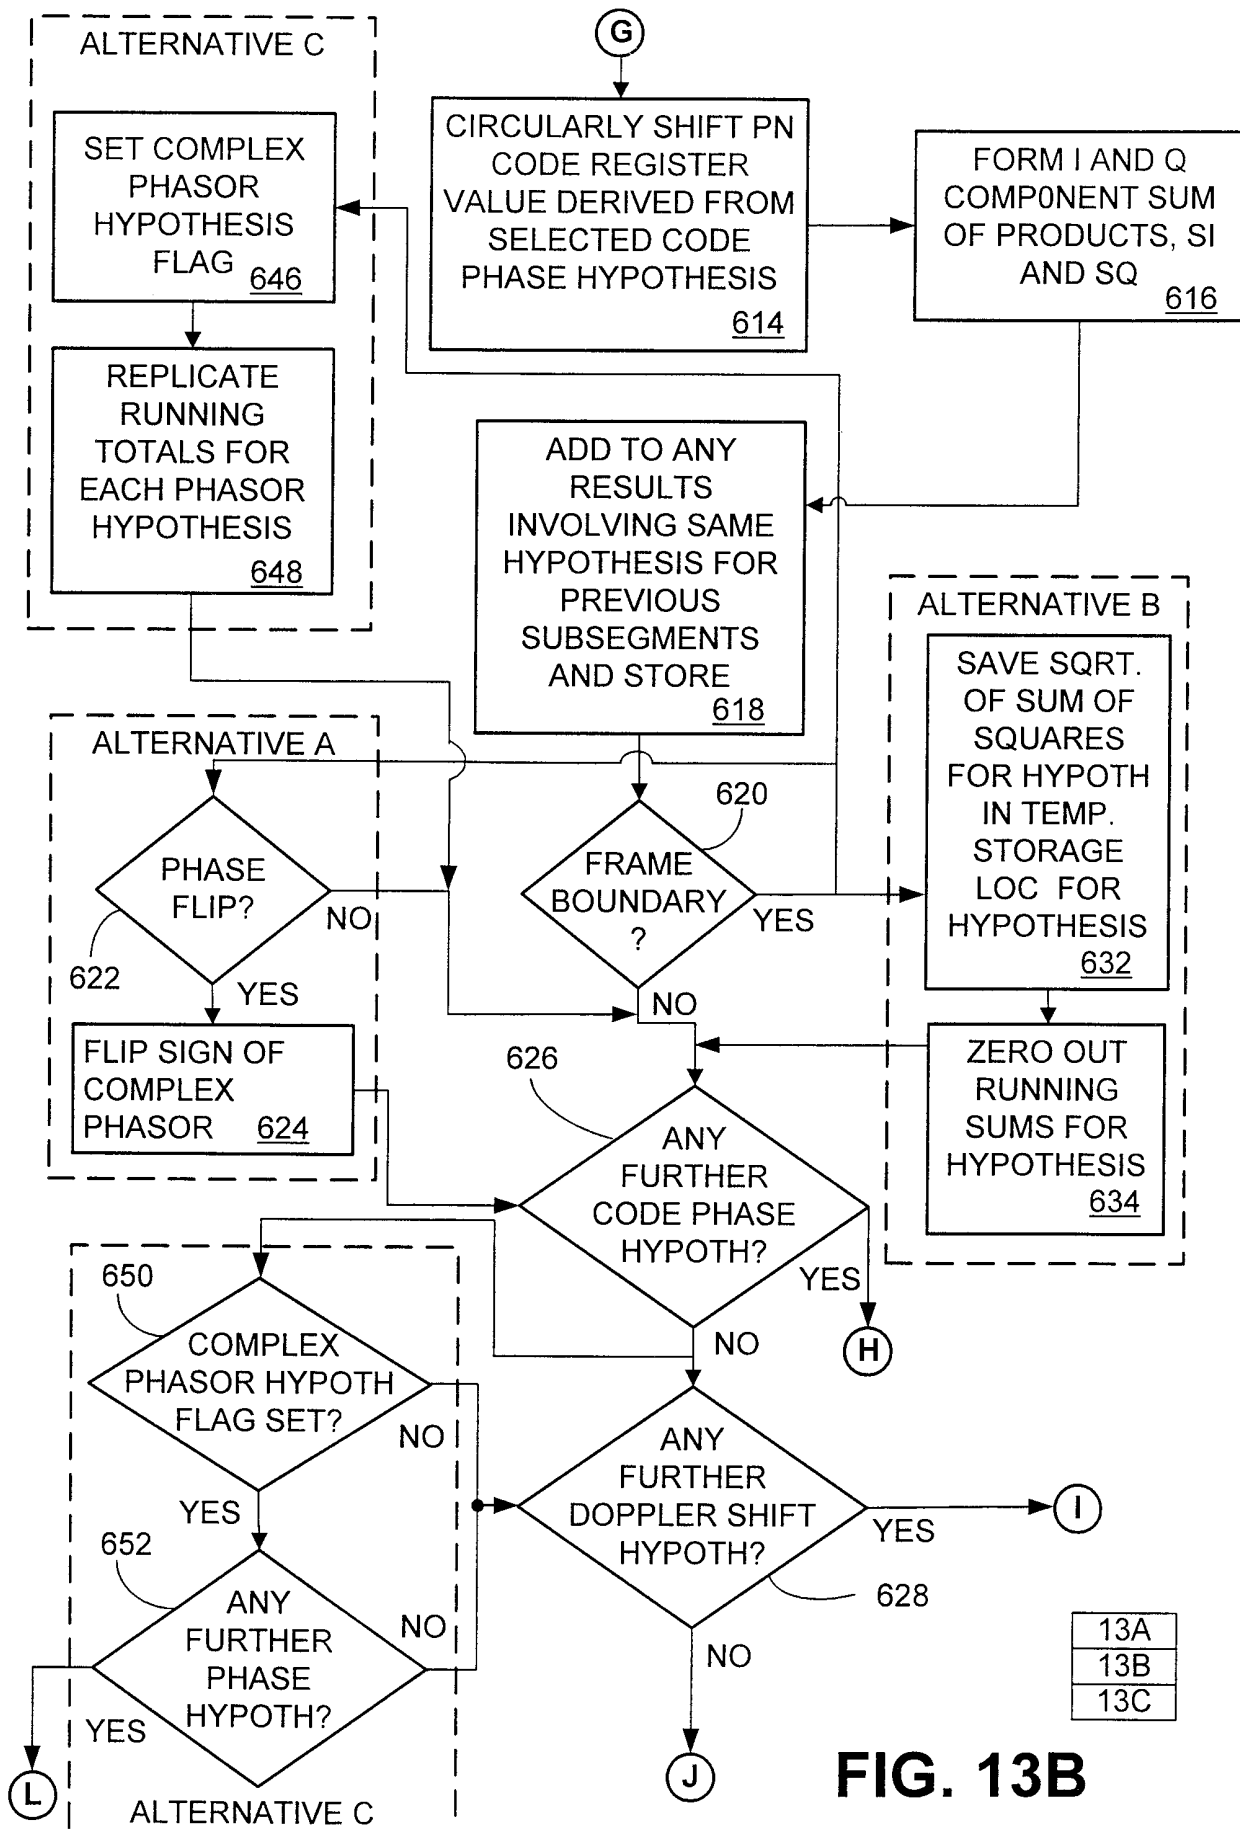 ALTERNATIVE C
SET COMPLEX
PHASOR
HYPOTHESIS
FLAG
646
REPLICATE
RUNNING
TOTALS FOR
EACH PHASOR
HYPOTHESIS
648
G
CIRCULARLY SHIFT PN
CODE REGISTER
VALUE DERIVED FROM
SELECTED CODE
PHASE HYPOTHESIS
614
FORM I AND Q
COMP0NENT SUM
OF PRODUCTS, SI
AND SQ
616
ADD TO ANY
RESULTS
INVOLVING SAME
HYPOTHESIS FOR
PREVIOUS
SUBSEGMENTS
AND STORE
618
ALTERNATIVE B
SAVE SQRT.
OF SUM OF
SQUARES
FOR HYPOTH
IN TEMP.
STORAGE
LOC FOR
HYPOTHESIS
632
ZERO OUT
RUNNING
SUMS FOR
HYPOTHESIS
634
ALTERNATIVE A
PHASE
FLIP?
NO
622
YES
FLIP SIGN OF
COMPLEX
PHASOR 624
620
FRAME
BOUNDARY
?
YES
NO
626
ANY
FURTHER
CODE PHASE
HYPOTH?
YES
H
NO
650
COMPLEX
PHASOR HYPOTH
FLAG SET?
NO
YES
652
ANY
FURTHER
PHASE
HYPOTH?
NO
YES
L
ALTERNATIVE C
ANY
FURTHER
DOPPLER SHIFT
HYPOTH?
YES
I
628
NO
J
13A
13B
13C
FIG. 13B